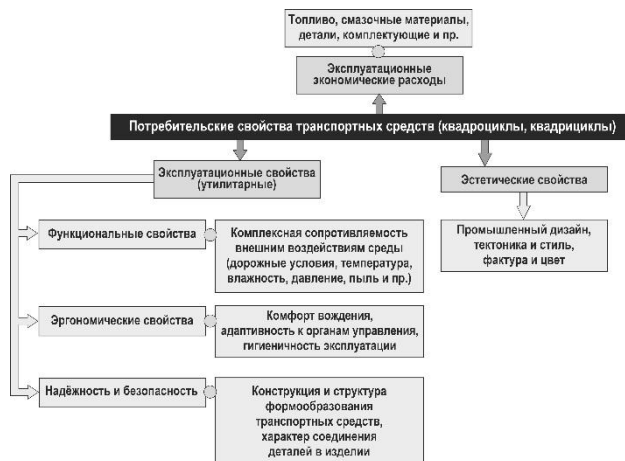 Топливо, смазочные материалы,
детали, комплектующие и пр.
Эксплуатационные
экономические расходы
Потребительские свойства транспортных средств (квадроциклы, квадрициклы)
Эксплуатационные свойства
(утилитарные)
Эстетические свойства
Функциональные свойства
Комплексная сопротивляемость
внешним воздействиям среды
(дорожные условия, температура,
влажность, давление, пыль и пр.)
Промышленный дизайн,
тектоника и стиль,
фактура и цвет
Эргономические свойства
Комфорт вождения,
адаптивность к органам управления,
гигиеничность эксплуатации
Надёжность и безопасность
Конструкция и структура
формообразования
транспортных средств,
характер соединения
деталей в изделии